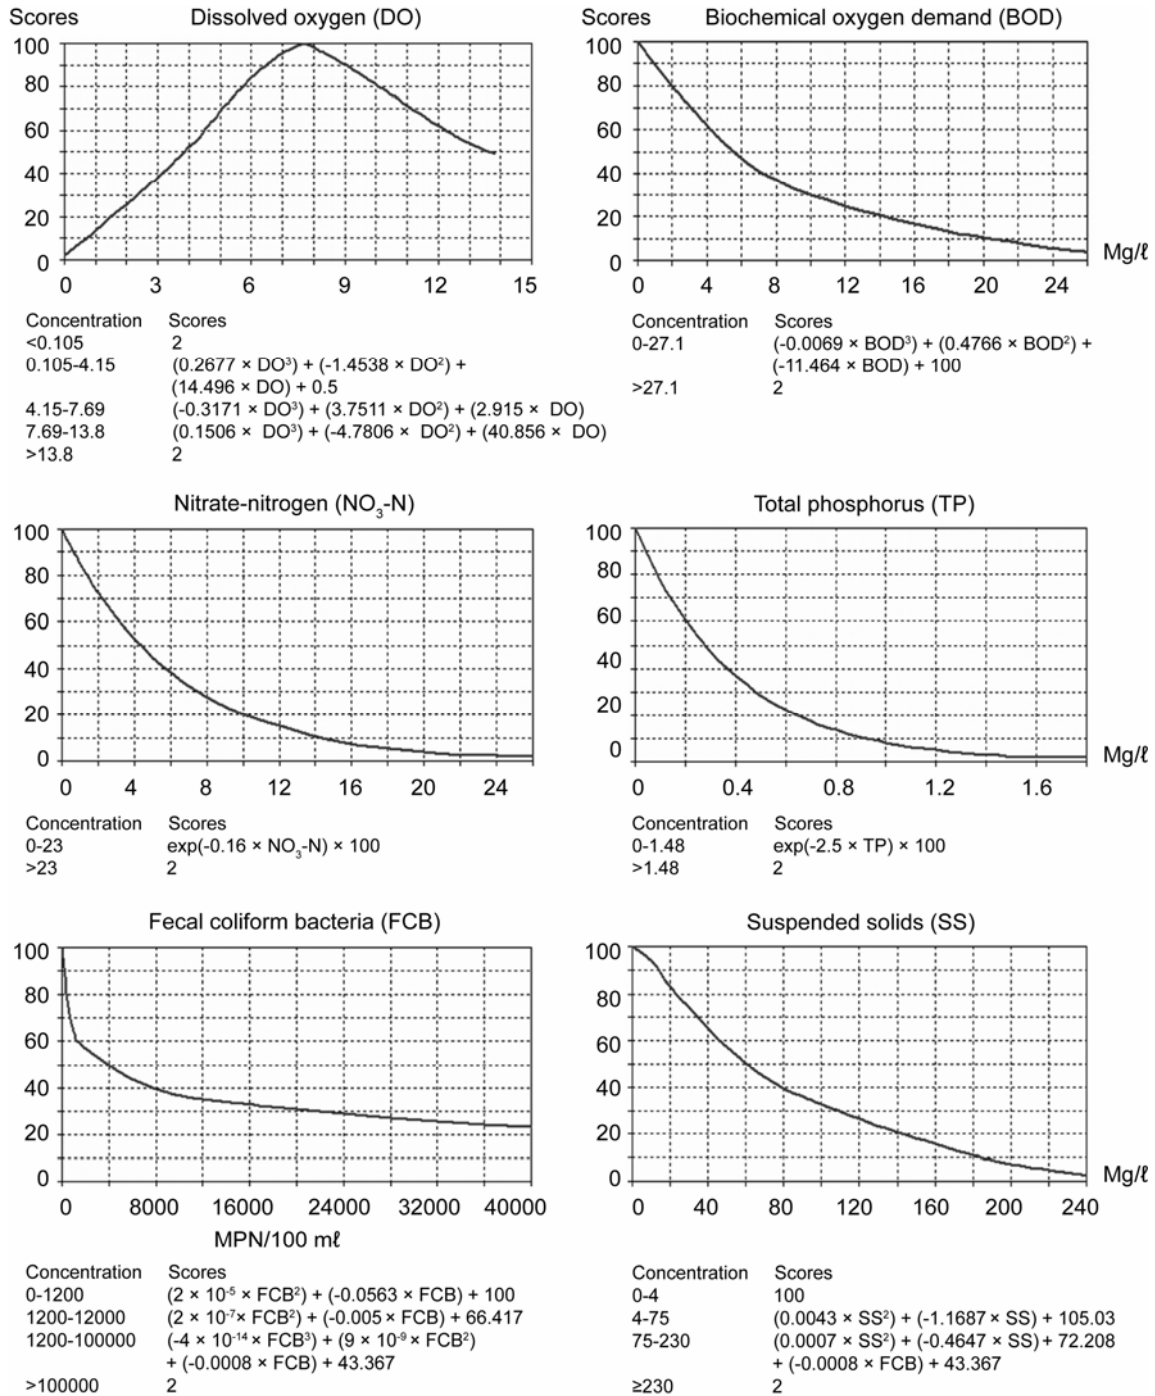 Scores Dissolved oxygen (DO)
100
80
60
40
20
0
0 3 6 9 12 15
Concentration Scores
<0.105 2
0.105-4.15 (0.2677 × DO³) + (-1.4538 × DO²) +
(14.496 × DO) + 0.5
4.15-7.69 (-0.3171 × DO³) + (3.7511 × DO²) + (2.915 × DO)
7.69-13.8 (0.1506 × DO³) + (-4.7806 × DO²) + (40.856 × DO)
>13.8 2
Scores Biochemical oxygen demand (BOD)
100
80
60
40
20
0
Mg/ℓ
0 4 8 12 16 20 24
Concentration Scores
0-27.1 (-0.0069 × BOD³) + (0.4766 × BOD²) +
(-11.464 × BOD) + 100
>27.1 2
Nitrate-nitrogen (NO₃-N)
100
80
60
40
20
0
0 4 8 12 16 20 24
Concentration Scores
0-23 exp(-0.16 × NO₃-N) × 100
>23 2
Total phosphorus (TP)
100
80
60
40
20
0
Mg/ℓ
0 0.4 0.8 1.2 1.6
Concentration Scores
0-1.48 exp(-2.5 × TP) × 100
>1.48 2
Fecal coliform bacteria (FCB)
100
80
60
40
20
0
0 8000 16000 24000 32000 40000
MPN/100 mℓ
Concentration Scores
0-1200 (2 × 10⁻⁵ × FCB²) + (-0.0563 × FCB) + 100
1200-12000 (2 × 10⁻⁷× FCB²) + (-0.005 × FCB) + 66.417
1200-100000 (-4 × 10⁻¹⁴ × FCB³) + (9 × 10⁻⁹ × FCB²)
+ (-0.0008 × FCB) + 43.367
>100000 2
Suspended solids (SS)
100
80
60
40
20
0
Mg/ℓ
0 40 80 120 160 200 240
Concentration Scores
0-4 100
4-75 (0.0043 × SS²) + (-1.1687 × SS) + 105.03
75-230 (0.0007 × SS²) + (-0.4647 × SS) + 72.208
+ (-0.0008 × FCB) + 43.367
≥230 2